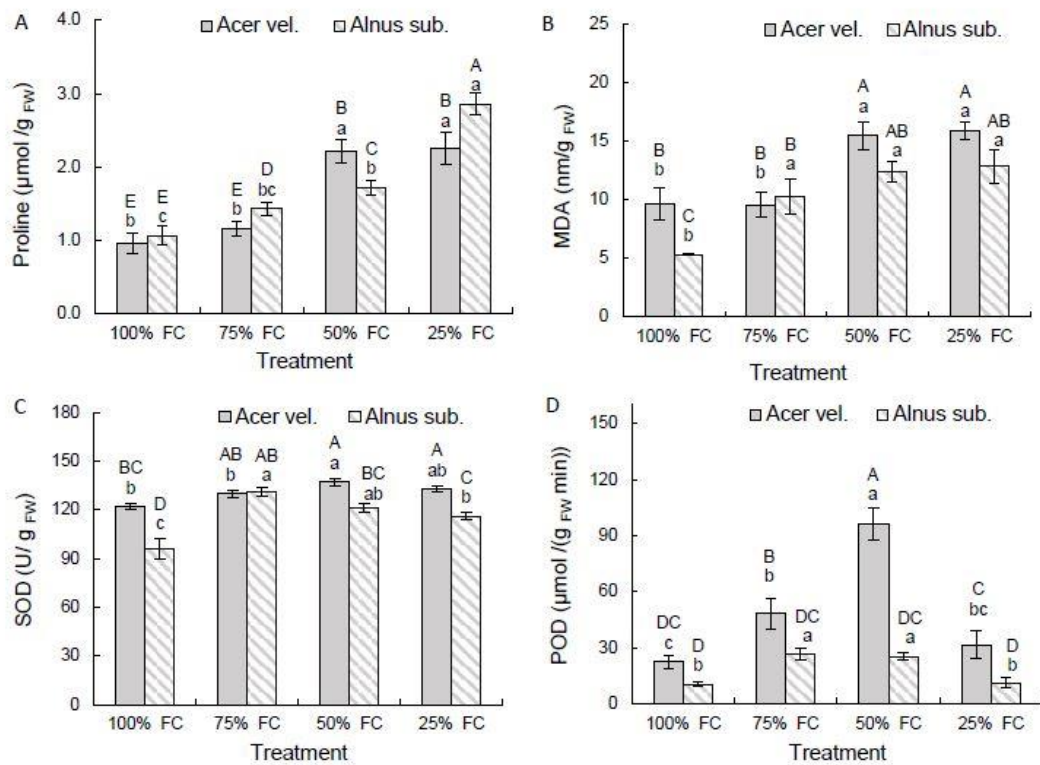 A
Acer vel. Alnus sub.
Proline (µmol /g FW)
4.0
3.0
2.0
1.0
0.0
E E
b c
E D
b bc
B C
a b
B A
a a
100% FC 75% FC 50% FC 25% FC
Treatment
B
Acer vel. Alnus sub.
MDA (nm/g FW)
25
20
15
10
5
0
B C
b b
B B
b a
A AB
a a
A AB
a a
100% FC 75% FC 50% FC 25% FC
Treatment
C
Acer vel. Alnus sub.
SOD (U/ g FW)
180
150
120
90
60
30
0
BC D
b c
AB AB
b a
A BC
a ab
A C
ab b
100% FC 75% FC 50% FC 25% FC
Treatment
D
Acer vel. Alnus sub.
POD (µmol /(g FW min))
150
120
90
60
30
0
DC D
c b
B DC
b a
A DC
a a
C D
bc b
100% FC 75% FC 50% FC 25% FC
Treatment